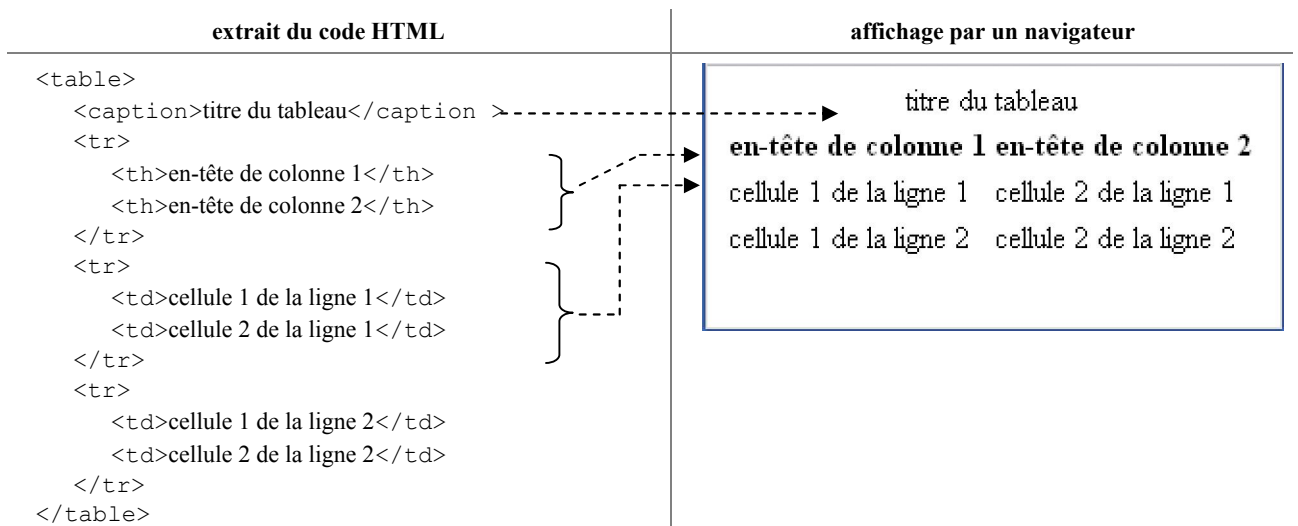 extrait du code HTML
affichage par un navigateur
<table>
<caption>titre du tableau</caption >
<tr>
<th>en-tête de colonne 1</th>
<th>en-tête de colonne 2</th>
</tr>
<tr>
<td>cellule 1 de la ligne 1</td>
<td>cellule 2 de la ligne 1</td>
</tr>
<tr>
<td>cellule 1 de la ligne 2</td>
<td>cellule 2 de la ligne 2</td>
</tr>
</table>
titre du tableau
en-tête de colonne 1 en-tête de colonne 2
cellule 1 de la ligne 1 cellule 2 de la ligne 1
cellule 1 de la ligne 2 cellule 2 de la ligne 2